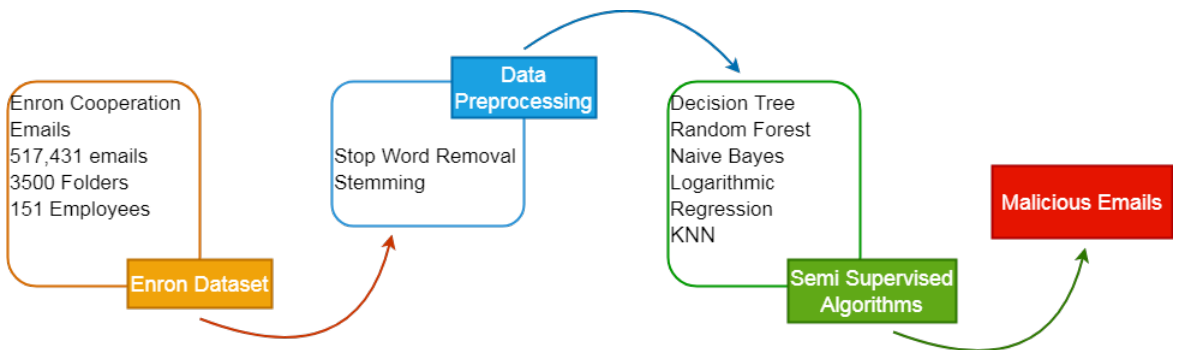 Enron Cooperation
Emails
517,431 emails
3500 Folders
151 Employees
Enron Dataset
Data
Preprocessing
Stop Word Removal
Stemming
Decision Tree
Random Forest
Naive Bayes
Logarithmic
Regression
KNN
Semi Supervised
Algorithms
Malicious Emails